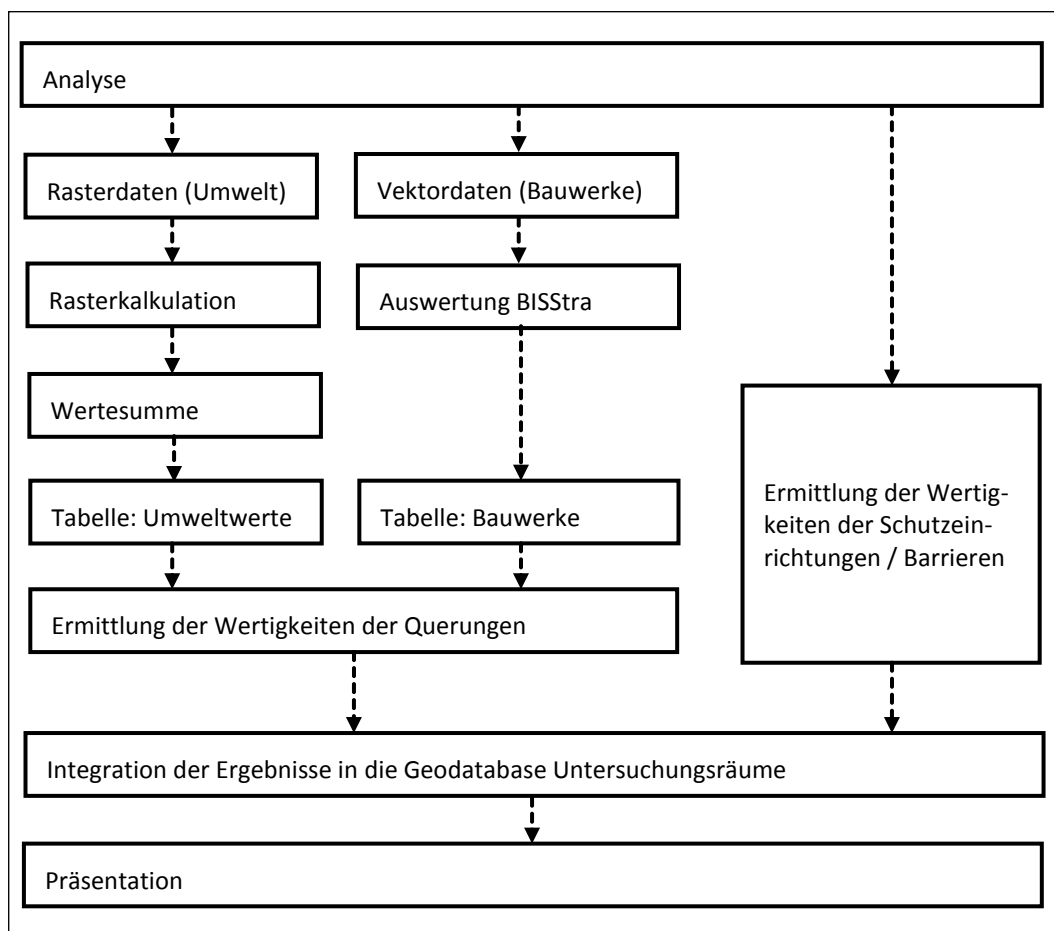 Analyse
Rasterdaten (Umwelt)
Vektordaten (Bauwerke)
Rasterkalkulation
Auswertung BISStra
Wertesumme
Tabelle: Umweltwerte
Tabelle: Bauwerke
Ermittlung der Wertig-
keiten der Schutzein-
richtungen / Barrieren
Ermittlung der Wertigkeiten der Querungen
Integration der Ergebnisse in die Geodatabase Untersuchungsräume
Präsentation